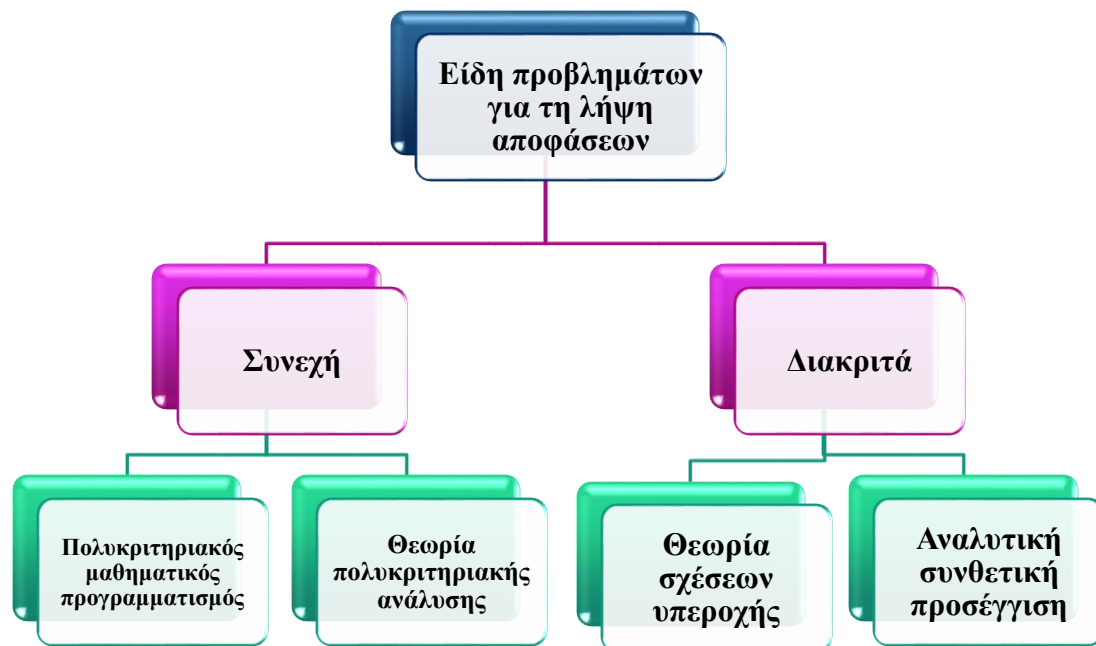 Είδη προβλημάτων
για τη λήψη
αποφάσεων
Συνεχή
Διακριτά
Πολυκριτηριακός
μαθηματικός
προγραμματισμός
Θεωρία
πολυκριτηριακής
ανάλυσης
Θεωρία
σχέσεων
υπεροχής
Αναλυτική
συνθετική
προσέγγιση